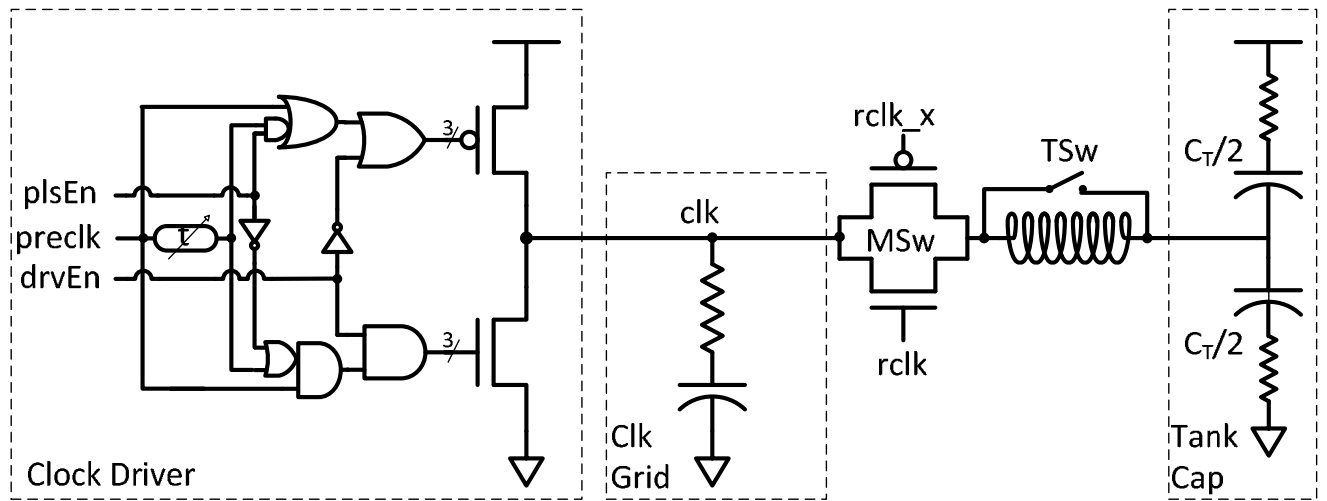 plsEn
preclk
t
drvEn
3
3
Clock Driver
clk
Clk
Grid
rclk_x
MSw
rclk
TSw
C_T/2
C_T/2
Tank
Cap